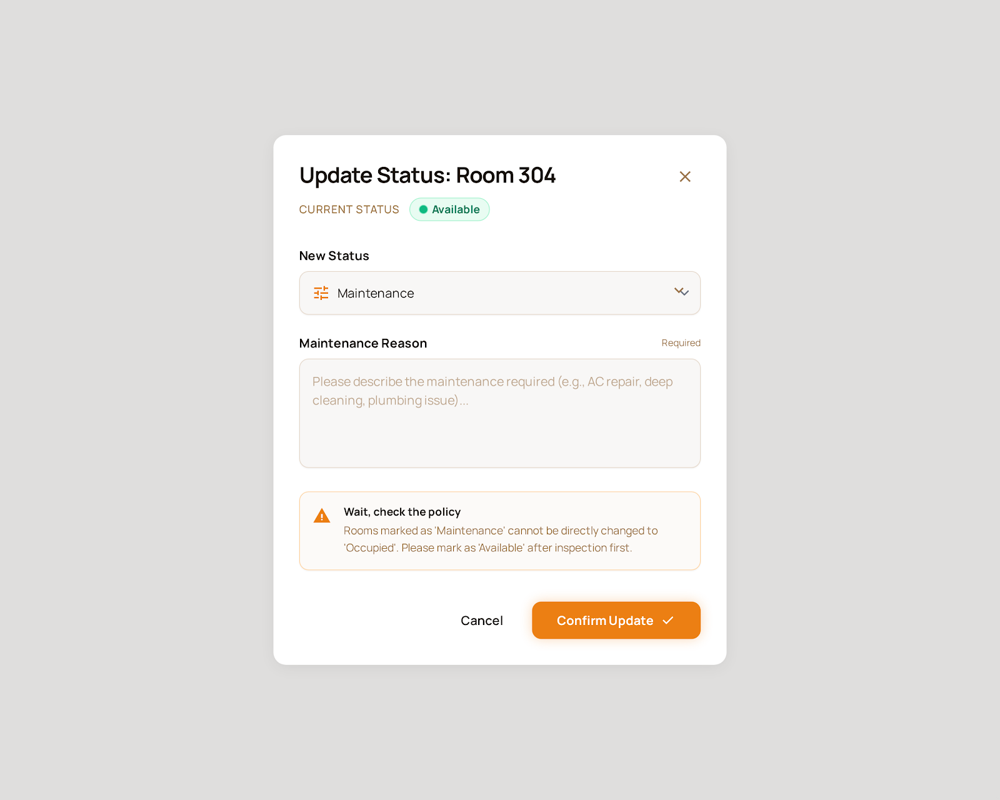 Update Status: Room 304
CURRENT STATUS
Available
New Status
Maintenance
Maintenance Reason
Required
Please describe the maintenance required (e.g., AC repair, deep
cleaning, plumbing issue)...
Wait, check the policy
Rooms marked as 'Maintenance' cannot be directly changed to
'Occupied'. Please mark as 'Available' after inspection first.
Cancel
Confirm Update